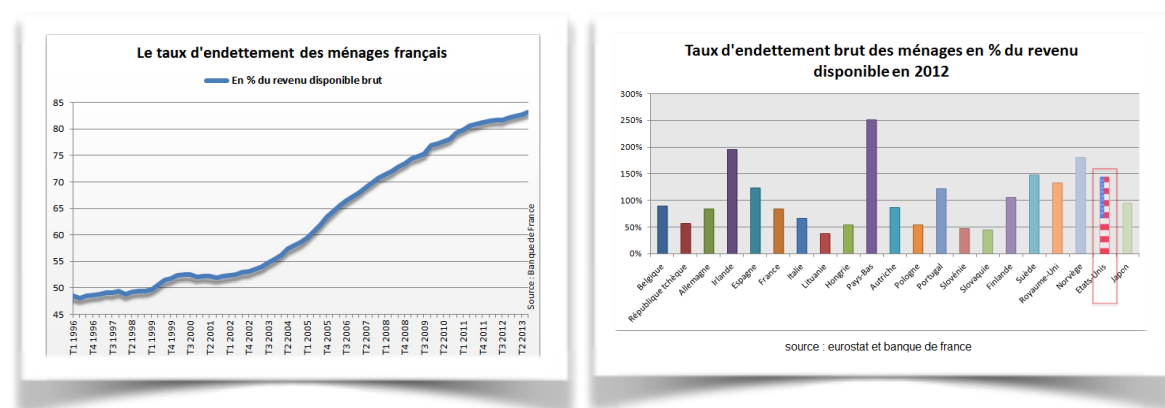 Le taux d'endettement des ménages français
En % du revenu disponible brut
85
80
75
70
65
60
55
50
45
T1 1996
T4 1996
T3 1997
T2 1998
T1 1999
T4 1999
T3 2000
T2 2001
T1 2002
T4 2002
T3 2003
T2 2004
T1 2005
T4 2005
T3 2006
T2 2007
T1 2008
T4 2008
T3 2009
T2 2010
T1 2011
T4 2011
T3 2012
T2 2013
Source : Banque de France
Taux d'endettement brut des ménages en % du revenu
disponible en 2012
300%
250%
200%
150%
100%
50%
0%
Belgique
République tchèque
Allemagne
Irlande
Espagne
France
Italie
Lituanie
Hongrie
Pays-Bas
Autriche
Pologne
Portugal
Slovénie
Slovaquie
Finlande
Suède
Royaume-Uni
Norvège
Etats-Unis
Japon
source : eurostat et banque de france